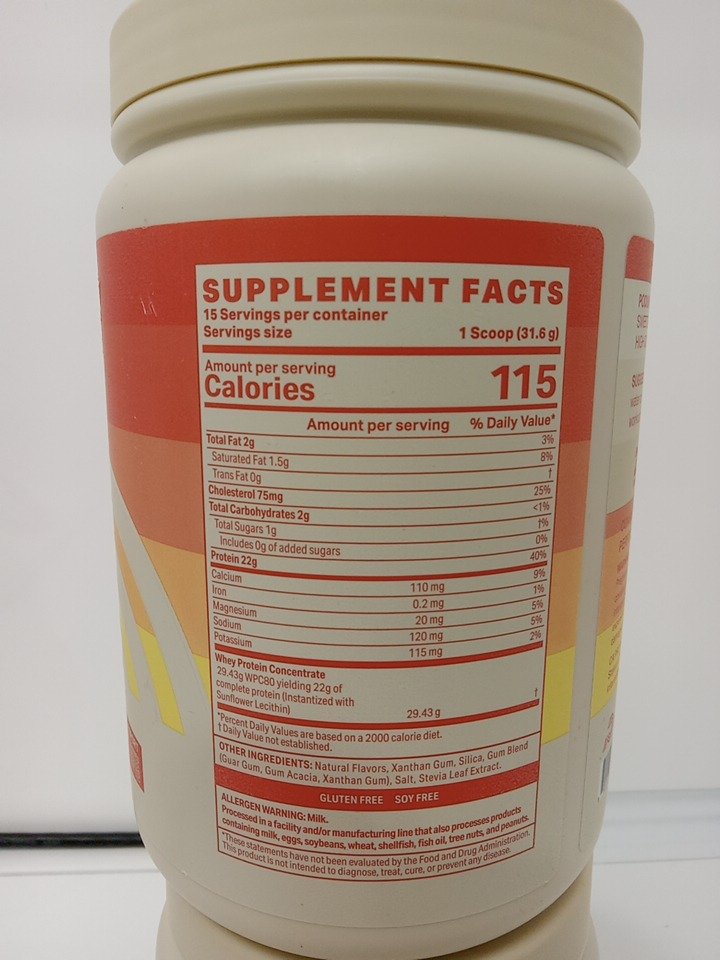 SUPPLEMENT FACTS
15 Servings per container
Servings size 1 Scoop (31.6 g)
Amount per serving
Calories 115
Amount per serving % Daily Value*
Total Fat 2g 3%
Saturated Fat 1.5g 8%
Trans Fat 0g †
Cholesterol 75mg 25%
Total Carbohydrates 2g <1%
Total Sugars 1g †%
Includes 0g of added sugars 0%
Protein 22g 40%
Calcium 110 mg 9%
Iron 0.2 mg 1%
Magnesium 20 mg 5%
Sodium 120 mg 5%
Potassium 115 mg 2%
Whey Protein Concentrate
29.43g WPC80 yielding 22g of
complete protein (Instantized with
Sunflower Lecithin) 29.43 g †
*Percent Daily Values are based on a 2000 calorie diet.
† Daily Value not established.
OTHER INGREDIENTS: Natural Flavors, Xanthan Gum, Silica, Gum Blend
(Guar Gum, Gum Acacia, Xanthan Gum), Salt, Stevia Leaf Extract.
GLUTEN FREE SOY FREE
ALLERGEN WARNING: Milk.
Processed in a facility and/or manufacturing line that also processes products
containing milk, eggs, soybeans, wheat, shellfish, fish oil, tree nuts, and peanuts.
*These statements have not been evaluated by the Food and Drug Administration.
This product is not intended to diagnose, treat, cure, or prevent any disease.